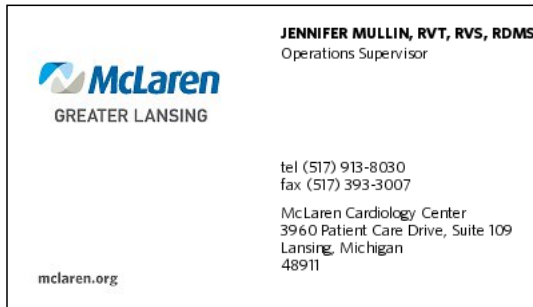 JENNIFER MULLIN, RVT, RVS, RDMS
Operations Supervisor
McLaren
GREATER LANSING
tel (517) 913-8030
fax (517) 393-3007
McLaren Cardiology Center
3960 Patient Care Drive, Suite 109
Lansing, Michigan
48911
mclaren.org